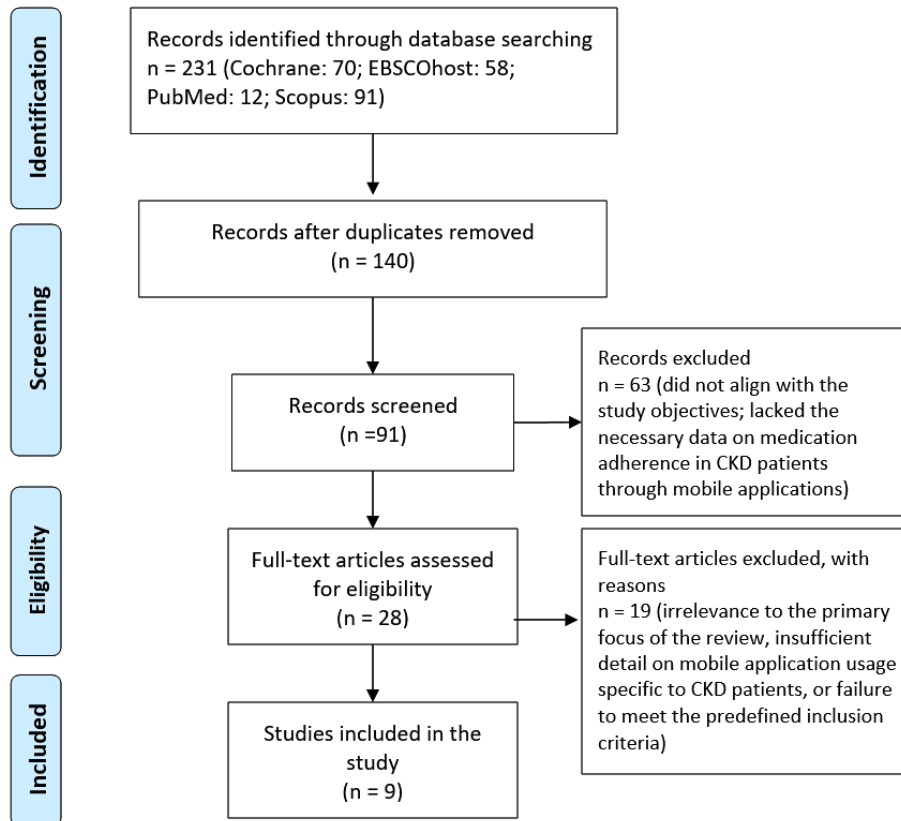 Identification
Records identified through database searching
n = 231 (Cochrane: 70; EBSCOhost: 58;
PubMed: 12; Scopus: 91)
Screening
Records after duplicates removed
(n = 140)
Records screened
(n =91)
Records excluded
n = 63 (did not align with the
study objectives; lacked the
necessary data on medication
adherence in CKD patients
through mobile applications)
Eligibility
Full-text articles assessed
for eligibility
(n = 28)
Full-text articles excluded, with
reasons
n = 19 (irrelevance to the primary
focus of the review, insufficient
detail on mobile application usage
specific to CKD patients, or failure
to meet the predefined inclusion
criteria)
Included
Studies included in the
study
(n = 9)